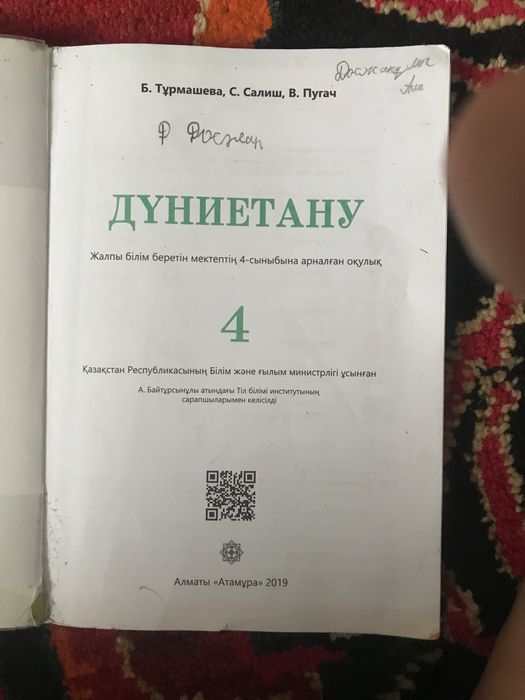 Б. Тұрмашева, С. Салиш, В. Пугач
ДҮНИЕТАНУ
Жалпы білім беретін мектептің 4-сыныбына арналған оқулық
4
Қазақстан Республикасының Білім және ғылым министрлігі ұсынған
А. Байтұрсынұлы атындағы Тіл білімі институтының
сарапшыларымен келісілді
Алматы «Атамұра» 2019